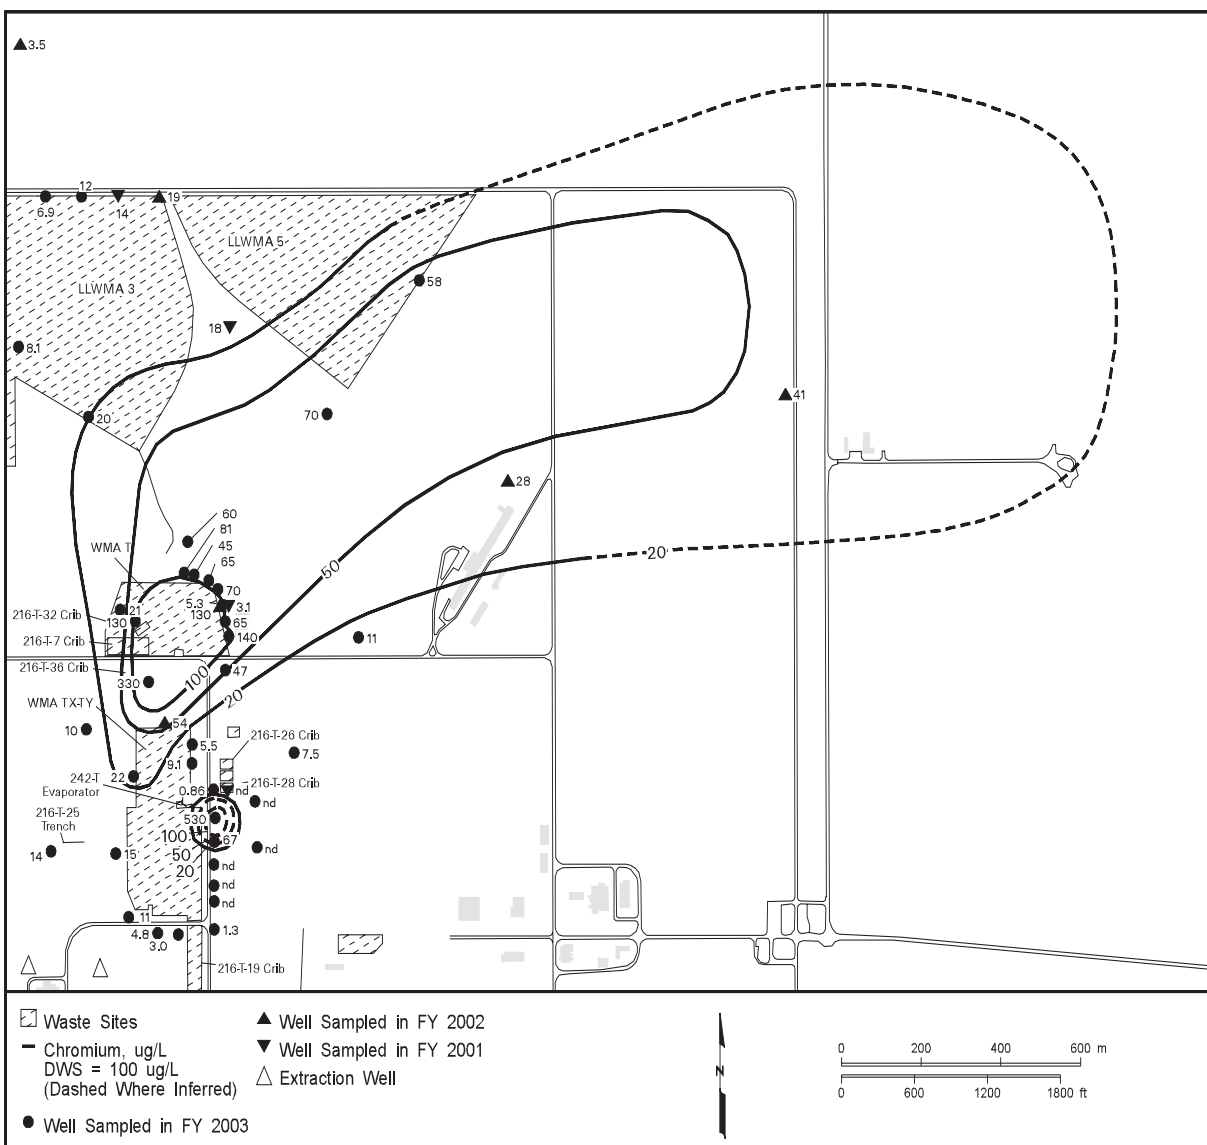 3.5
12
6.9
14
19
LLWMA 5
LLWMA 3
18
58
8.1
20
70
41
28
60
81
45
65
WMA T
70
5.3
3.1
21
130
216-T-32 Crib
130
65
216-T-7 Crib
140
11
50
20
216-T-36 Crib
47
330
100
20
WMA TX-TY
54
10
5.5
216-T-26 Crib
7.5
9.1
22
242-T
Evaporator
0.86
nd
216-T-28 Crib
nd
216-T-25
Trench
530
100
67
50
nd
14
15
20
nd
nd
nd
11
4.8
3.0
1.3
216-T-19 Crib
Waste Sites
Chromium, ug/L
DWS = 100 ug/L
(Dashed Where Inferred)
Well Sampled in FY 2003
Well Sampled in FY 2002
Well Sampled in FY 2001
Extraction Well
N
0 200 400 600 m
0 600 1200 1800 ft